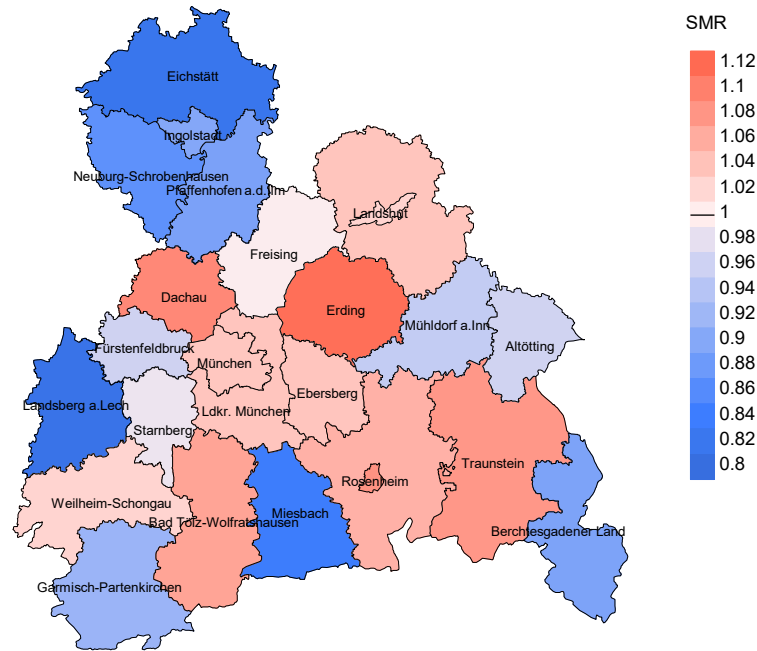 SMR
1.12
1.1
1.08
1.06
1.04
1.02
1
0.98
0.96
0.94
0.92
0.9
0.88
0.86
0.84
0.82
0.8
Eichstätt
Ingolstadt
Neuburg-Schrobenhausen
Pfaffenhofen a.d.Ilm
Landshut
Freising
Dachau
Erding
Mühldorf a.Inn
Altötting
Fürstenfeldbruck
München
Ebersberg
Landsberg a.Lech
Ldkr. München
Starnberg
Traunstein
Rosenheim
Weilheim-Schongau
Miesbach
Bad Tölz-Wolfratshausen
Berchtesgadener Land
Garmisch-Partenkirchen